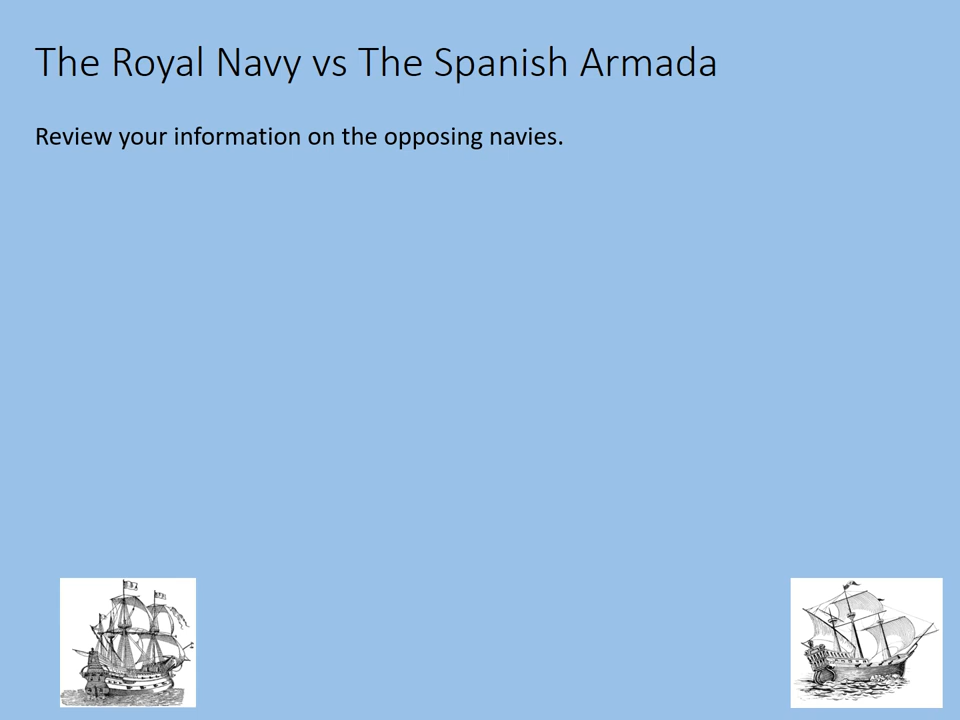 The Royal Navy vs The Spanish Armada
Review your information on the opposing navies.